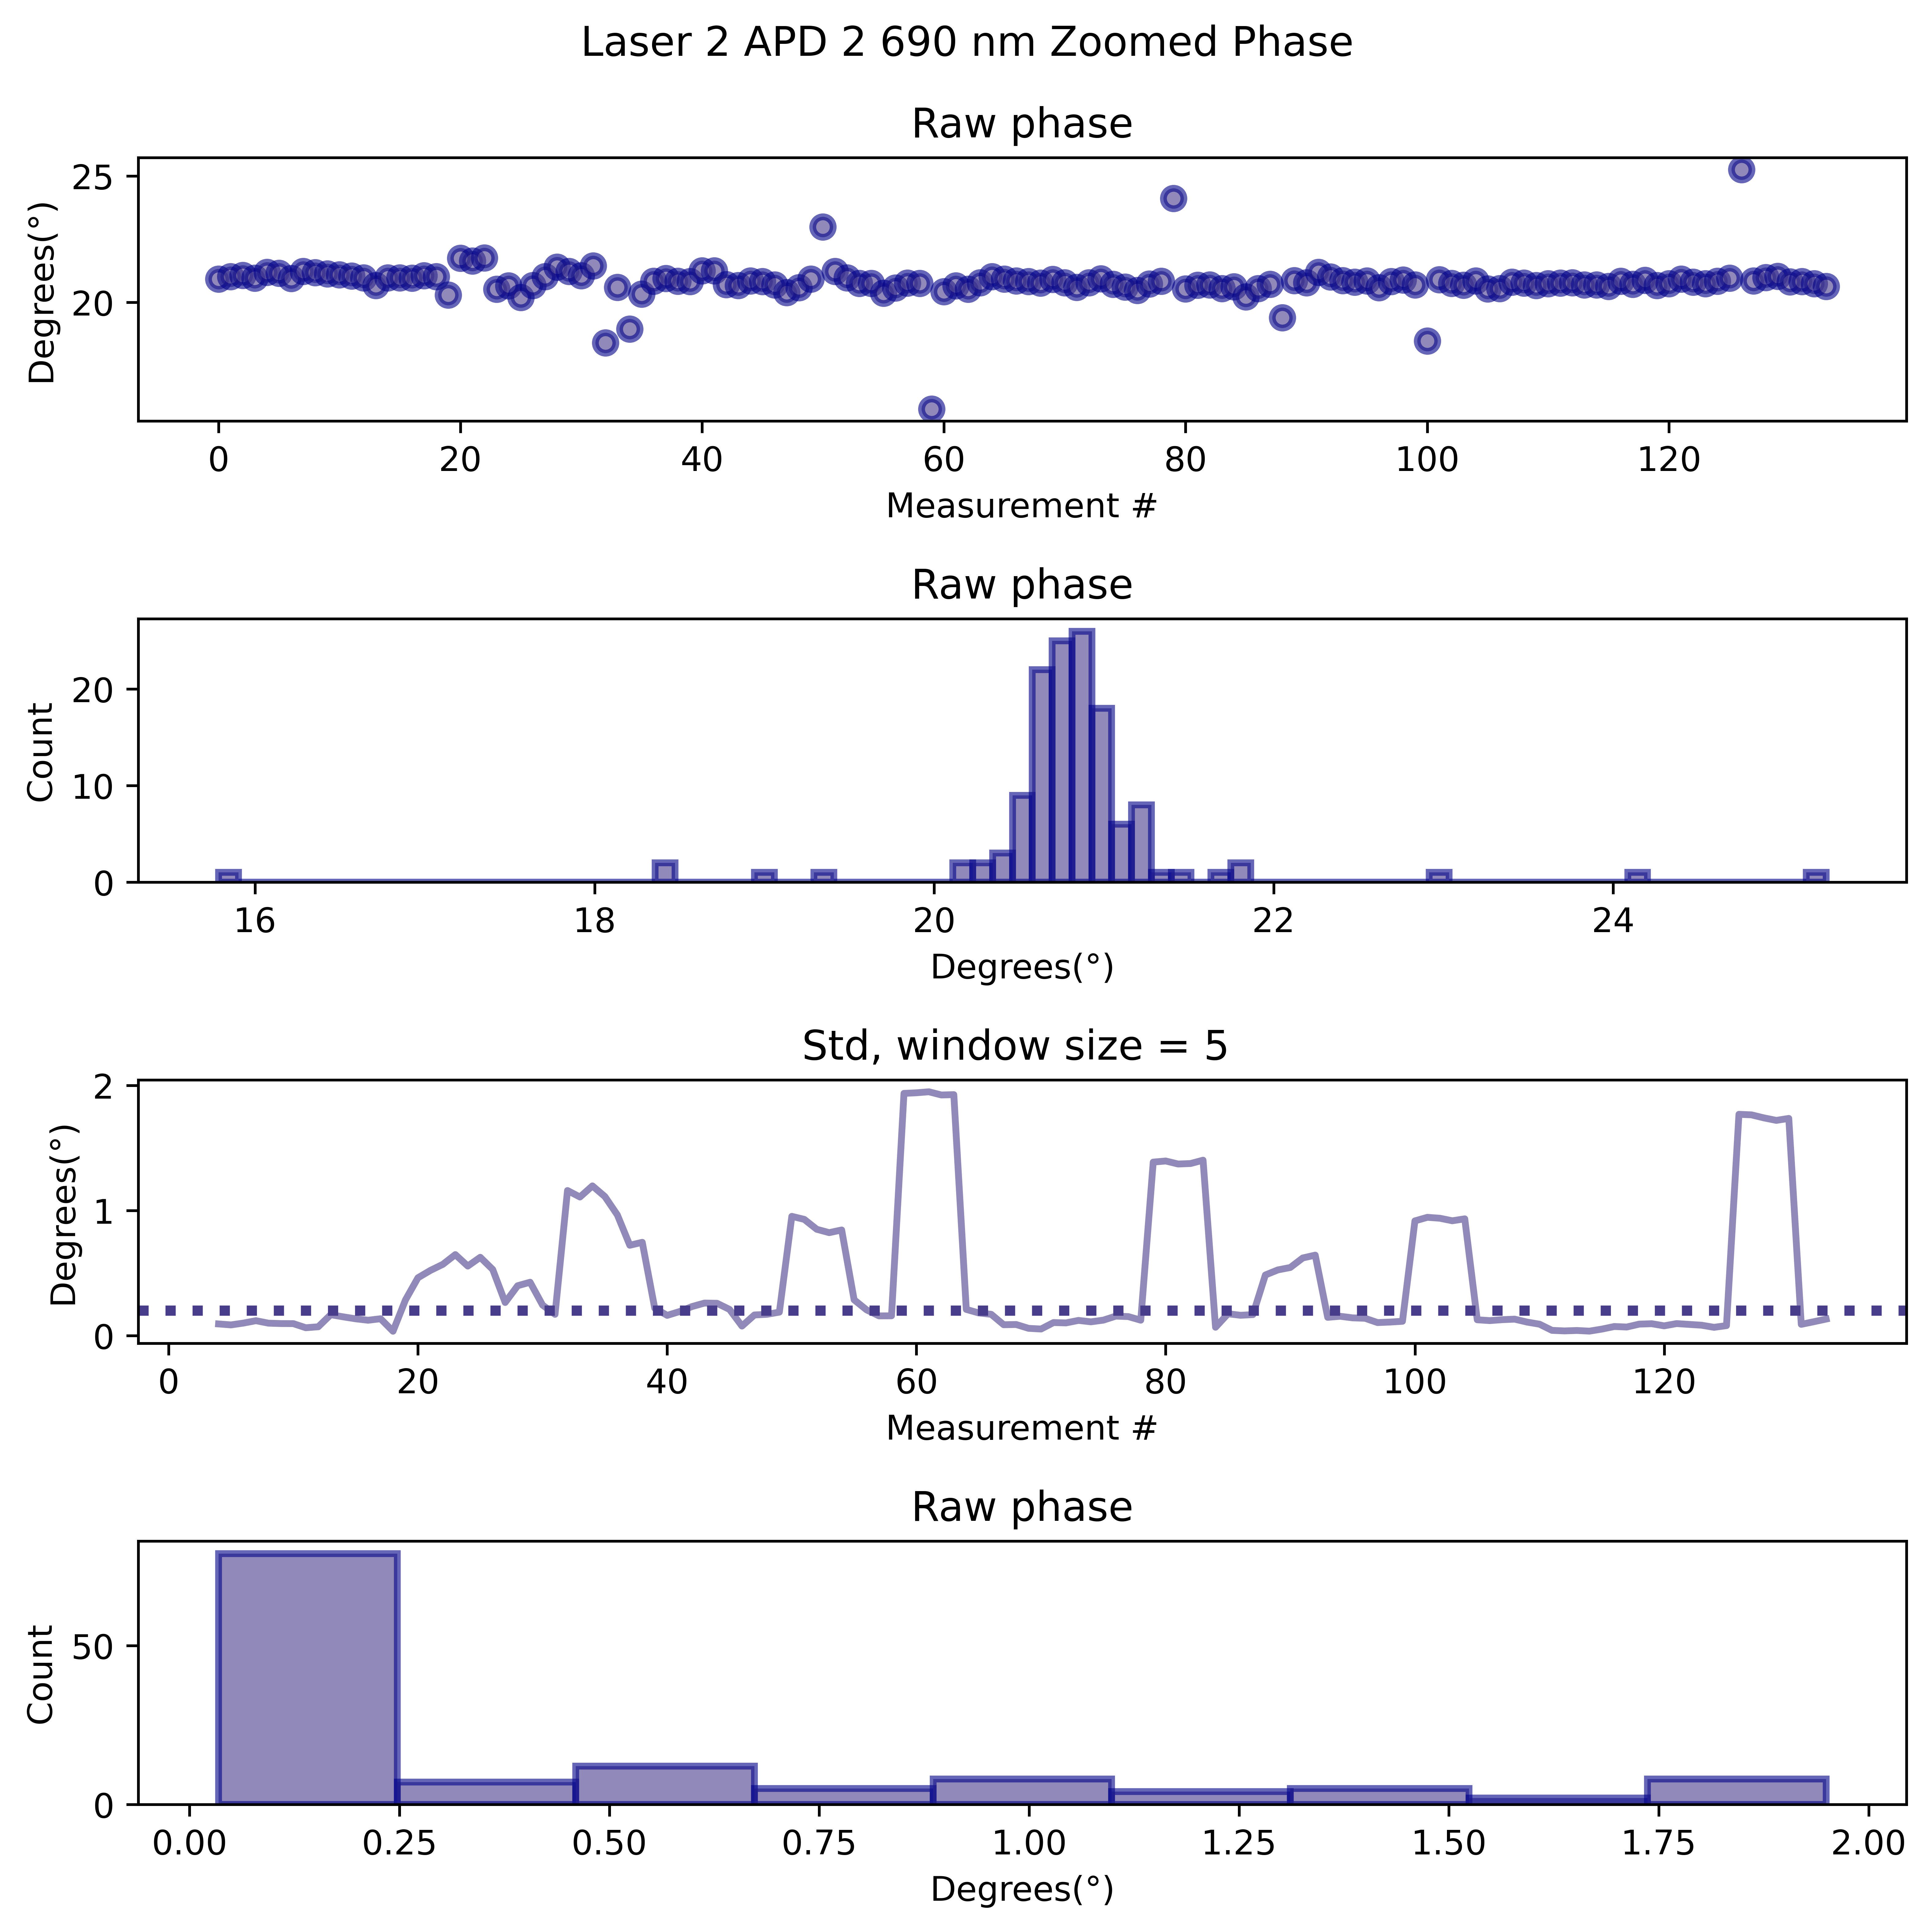 Laser 2 APD 2 690 nm Zoomed Phase
Raw phase
25
20
Degrees(°)
0 20 40 60 80 100 120
Measurement #
Raw phase
20
10
0
Count
16 18 20 22 24
Degrees(°)
Std, window size = 5
2
1
0
Degrees(°)
0 20 40 60 80 100 120
Measurement #
Raw phase
50
0
Count
0.00 0.25 0.50 0.75 1.00 1.25 1.50 1.75 2.00
Degrees(°)